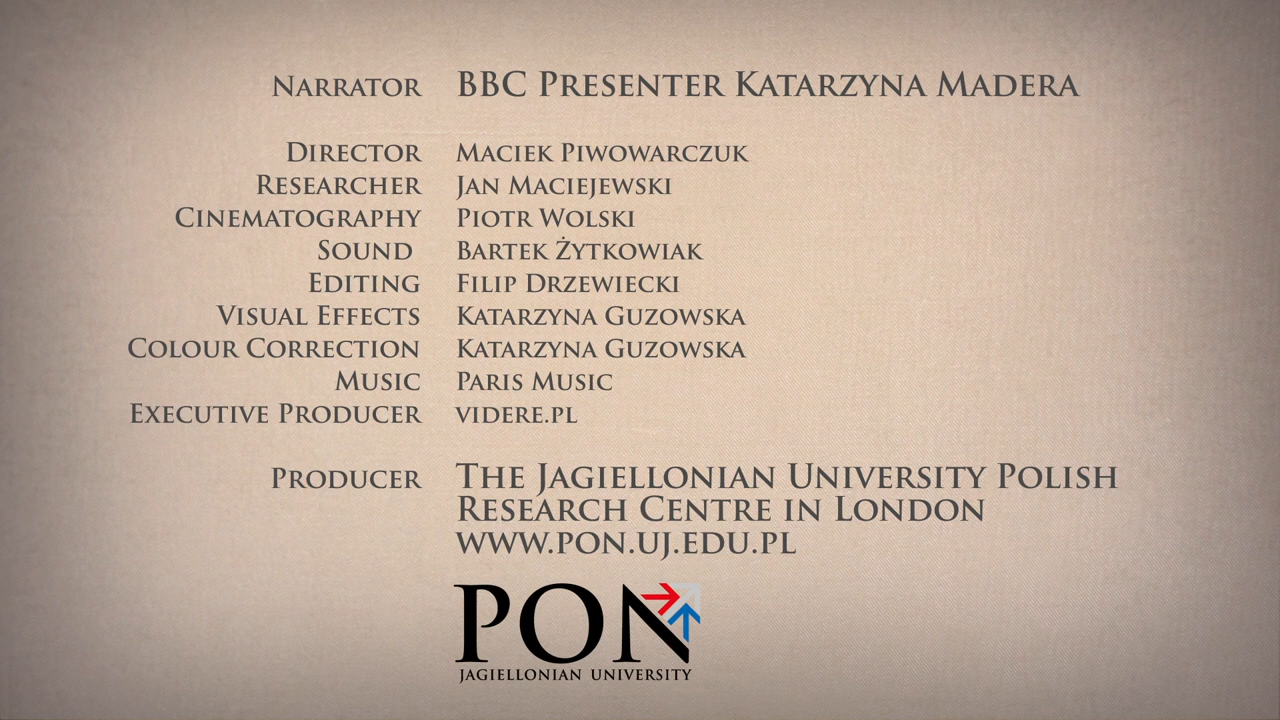 Narrator BBC Presenter Katarzyna Madera
Director Maciek Piwowarczuk
Researcher Jan Maciejewski
Cinematography Piotr Wolski
Sound Bartek Żytkowiak
Editing Filip Drzewiecki
Visual Effects Katarzyna Guzowska
Colour Correction Katarzyna Guzowska
Music Paris Music
Executive Producer videre.pl
Producer The Jagiellonian University Polish
Research Centre in London
www.pon.uj.edu.pl
PON
JAGIELLONIAN UNIVERSITY